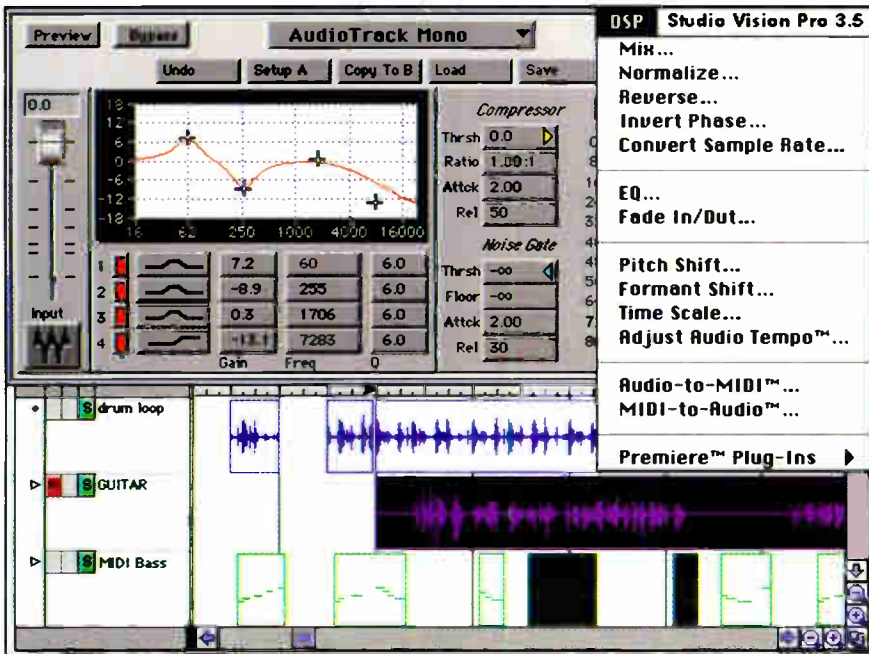 Preview
Bypass
AudioTrack Mono
DSP
Studio Vision Pro 3.5
Undo
Setup A
Copy To B
Load
Save
0.0
18
12
6
0
-6
-12
-18
16
62
250
1000
4000
16000
Compressor
Thrsh 0.0
Ratio 1.00:1
Attck 2.00
Rel 50
Noise Gate
Thrsh -∞
Floor -∞
Attck 2.00
Rel 30
1 7.2 60 6.0
2 -8.9 255 6.0
3 0.3 1706 6.0
4 -13.1 7283 6.0
Gain Freq Q
Input
Mix...
Normalize...
Reverse...
Invert Phase...
Convert Sample Rate...
EQ...
Fade In/Out...
Pitch Shift...
Formant Shift...
Time Scale...
Adjust Audio Tempo™...
Audio-to-MIDI™...
MIDI-to-Audio™...
Premiere™ Plug-Ins
S drum loop
S GUITAR
S MIDI Bass